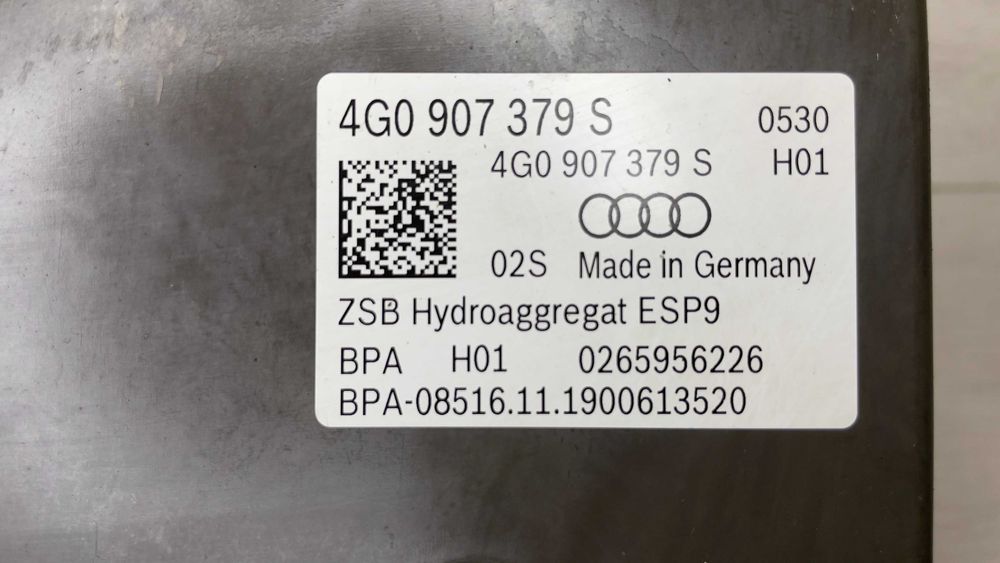 4G0 907 379 S 0530
4G0 907 379 S H01
02S Made in Germany
ZSB Hydroaggregat ESP9
BPA H01 0265956226
BPA-08516.11.1900613520